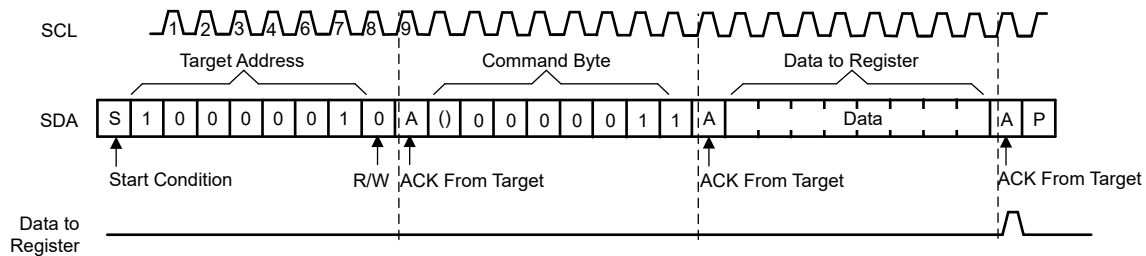 SCL 1 2 3 4 6 7 8 9
Target Address Command Byte Data to Register
SDA S 1 0 0 0 0 0 1 0 A () 0 0 0 0 0 1 1 A Data A P
Start Condition R/W ACK From Target ACK From Target ACK From Target
Data to
Register